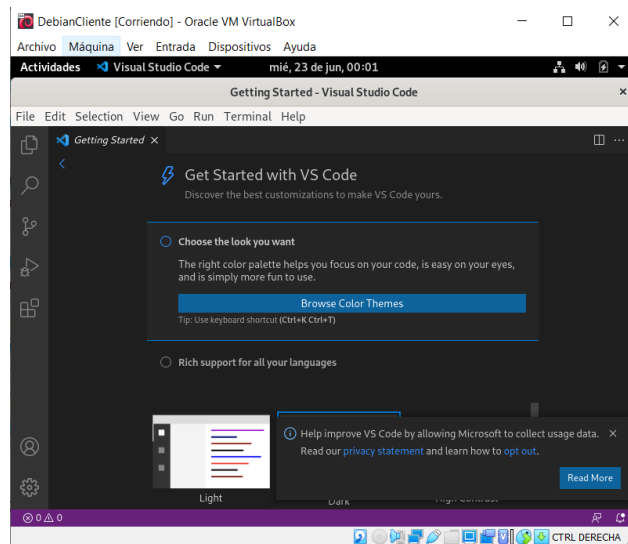 DebianCliente [Corriendo] - Oracle VM VirtualBox
Archivo Máquina Ver Entrada Dispositivos Ayuda
Actividades Visual Studio Code mié, 23 de jun, 00:01
Getting Started - Visual Studio Code
File Edit Selection View Go Run Terminal Help
Getting Started
Get Started with VS Code
Discover the best customizations to make VS Code yours.
Choose the look you want
The right color palette helps you focus on your code, is easy on your eyes,
and is simply more fun to use.
Browse Color Themes
Tip: Use keyboard shortcut (Ctrl+K Ctrl+T)
Rich support for all your languages
Help improve VS Code by allowing Microsoft to collect usage data.
Read our privacy statement and learn how to opt out.
Read More
Light Dark High Contrast
0 0
CTRL DERECHA